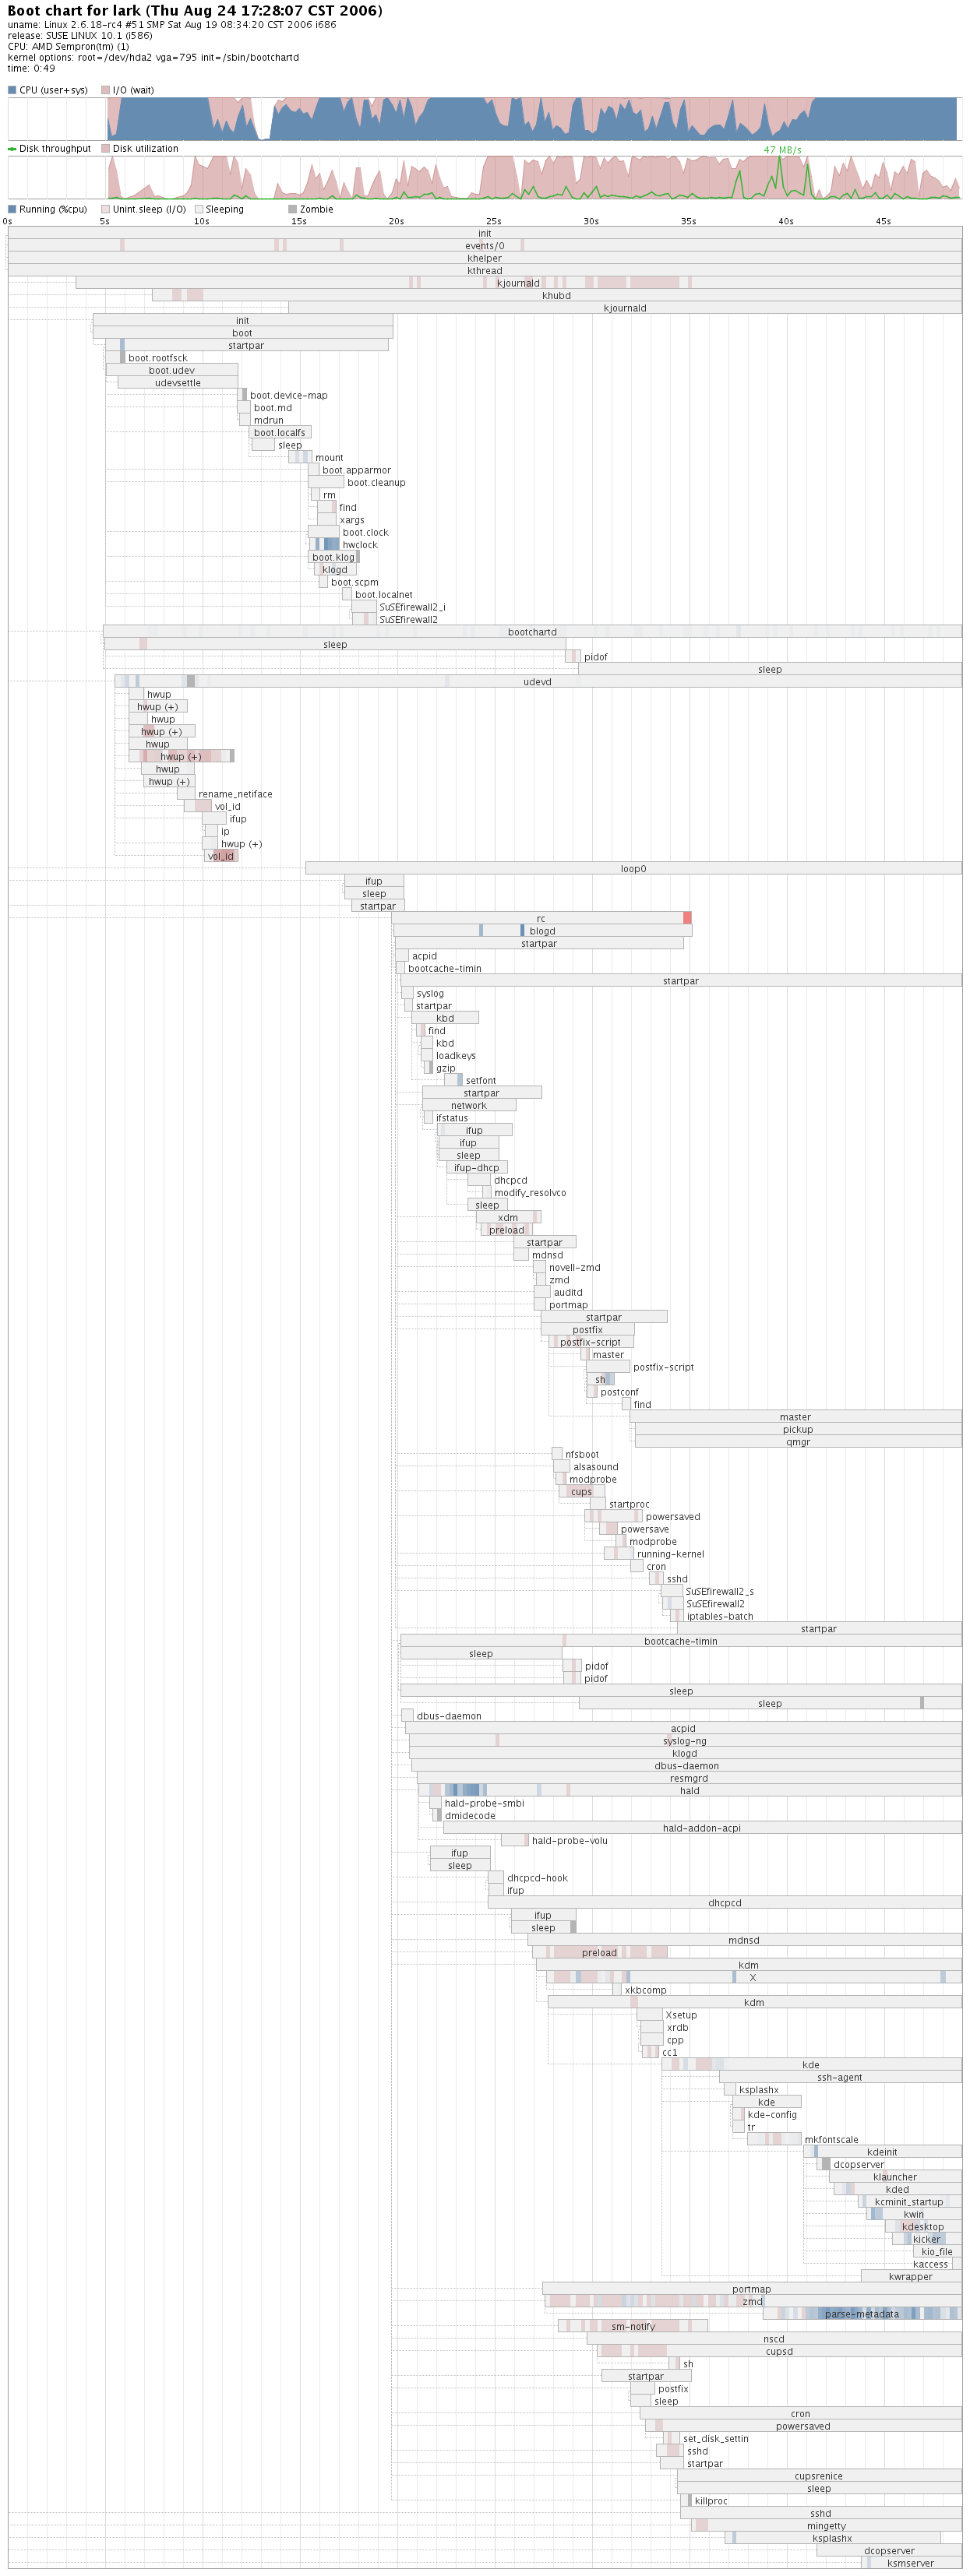 Boot chart for lark (Thu Aug 24 17:28:07 CST 2006)
uname: Linux 2.6.18-rc4 #51 SMP Sat Aug 19 08:34:20 CST 2006 i686
release: SUSE LINUX 10.1 (i586)
CPU: AMD Sempron(tm) (1)
kernel options: root=/dev/hda2 vga=795 init=/sbin/bootchartd
time: 0:49
CPU (user+sys) I/O (wait)
Disk throughput Disk utilization
47 MB/s
Running (%cpu) Unint.sleep (I/O) Sleeping Zombie
0s 5s 10s 15s 20s 25s 30s 35s 40s 45s
init
events/0
khelper
kthread
kjournald
khubd
kjournald
init
boot
startpar
boot.rootfsck
boot.udev
udevsettle
boot.device-map
boot.md
mdrun
boot.localfs
sleep
mount
boot.apparmor
boot.cleanup
rm
find
xargs
boot.clock
hwclock
boot.klog
klogd
boot.scpm
boot.localnet
SuSEfirewall2_i
SuSEfirewall2
bootchartd
sleep
pidof
sleep
udevd
hwup
hwup (+)
hwup
hwup (+)
hwup
hwup (+)
hwup
hwup (+)
rename_netiface
vol_id
ifup
ip
hwup (+)
vol_id
loop0
ifup
sleep
startpar
rc
blogd
startpar
acpid
bootcache-timin
startpar
syslog
startpar
kbd
find
kbd
loadkeys
gzip
setfont
startpar
network
ifstatus
ifup
ifup
sleep
ifup-dhcp
dhcpcd
modify_resolvco
sleep
xdm
preload
startpar
mdnsd
novell-zmd
zmd
auditd
portmap
startpar
postfix
postfix-script
master
postfix-script
sh
postconf
find
master
pickup
qmgr
nfsboot
alsasound
modprobe
cups
startproc
powersaved
powersave
modprobe
running-kernel
cron
sshd
SuSEfirewall2_s
SuSEfirewall2
iptables-batch
startpar
bootcache-timin
sleep
pidof
pidof
sleep
sleep
dbus-daemon
acpid
syslog-ng
klogd
dbus-daemon
resmgrd
hald
hald-probe-smbi
dmidecode
hald-addon-acpi
hald-probe-volu
ifup
sleep
dhcpcd-hook
ifup
dhcpcd
ifup
sleep
mdnsd
preload
kdm
X
xkbcomp
kdm
Xsetup
xrdb
cpp
cc1
kde
ssh-agent
ksplashx
kde
kde-config
tr
mkfontscale
kdeinit
dcopserver
klauncher
kded
kcminit_startup
kwin
kdesktop
kicker
kio_file
kaccess
kwrapper
portmap
zmd
parse-metadata
sm-notify
nscd
cupsd
sh
startpar
postfix
sleep
cron
powersaved
set_disk_settin
sshd
startpar
cupsrenice
sleep
killproc
sshd
mingetty
ksplashx
dcopserver
ksmserver